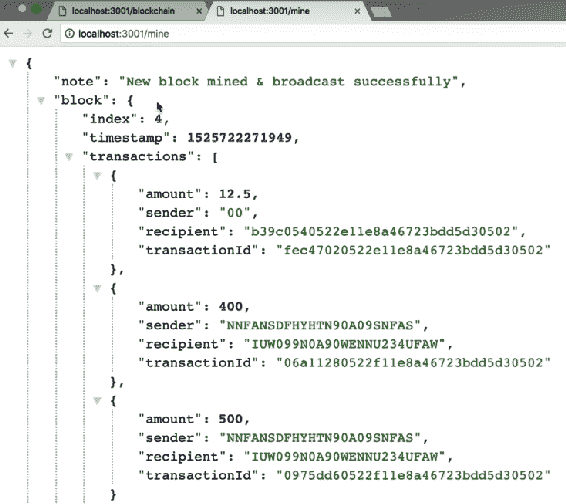 localhost:3001/blockchain
localhost:3001/mine
localhost:3001/mine
{
"note": "New block mined & broadcast successfully",
"block": {
"index": 4,
"timestamp": 1525722271949,
"transactions": [
{
"amount": 12.5,
"sender": "00",
"recipient": "b39c0540522e11e8a46723bdd5d30502",
"transactionId": "fec47020522e11e8a46723bdd5d30502"
},
{
"amount": 400,
"sender": "NNFANSDFHYHTN90A09SNFAS",
"recipient": "IUW099N0A90WENNU234UFAW",
"transactionId": "06a11280522f11e8a46723bdd5d30502"
},
{
"amount": 500,
"sender": "NNFANSDFHYHTN90A09SNFAS",
"recipient": "IUW099N0A90WENNU234UFAW",
"transactionId": "0975dd60522f11e8a46723bdd5d30502"
}